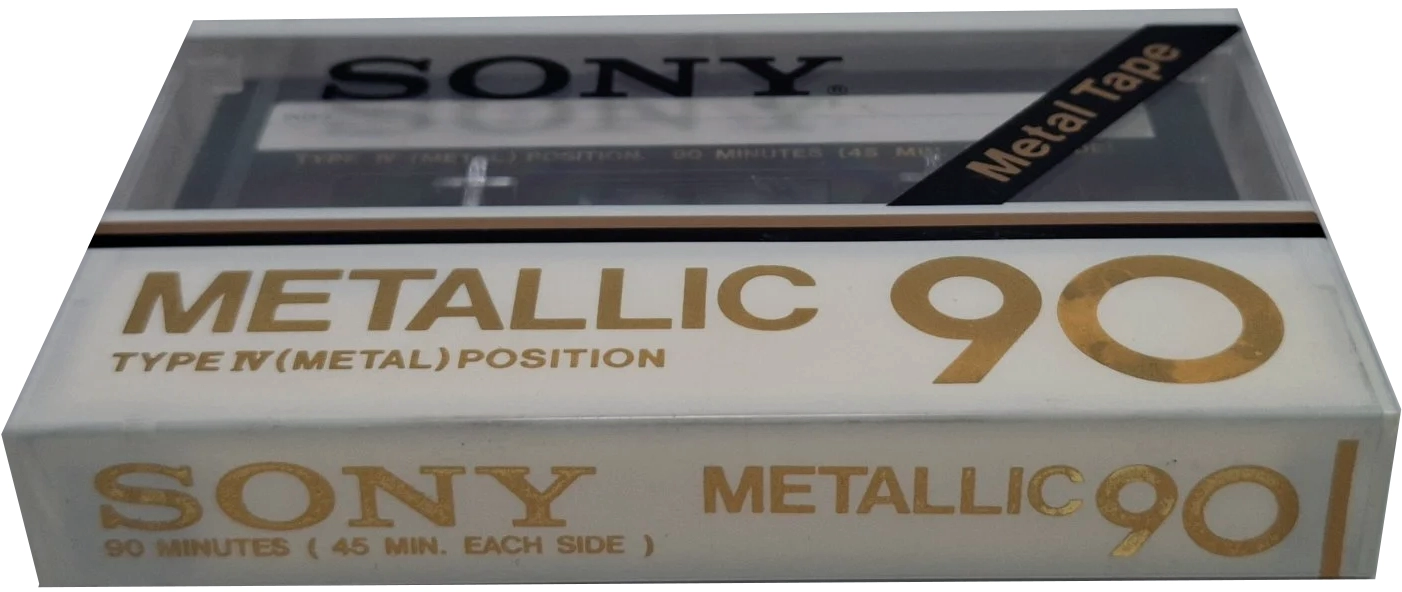 SONY®
Metal Tape
TYPE IV (METAL) POSITION 90 MINUTES (45 MIN
METALLIC 90
TYPE IV (METAL) POSITION
SONY METALLIC 90
90 MINUTES ( 45 MIN. EACH SIDE )